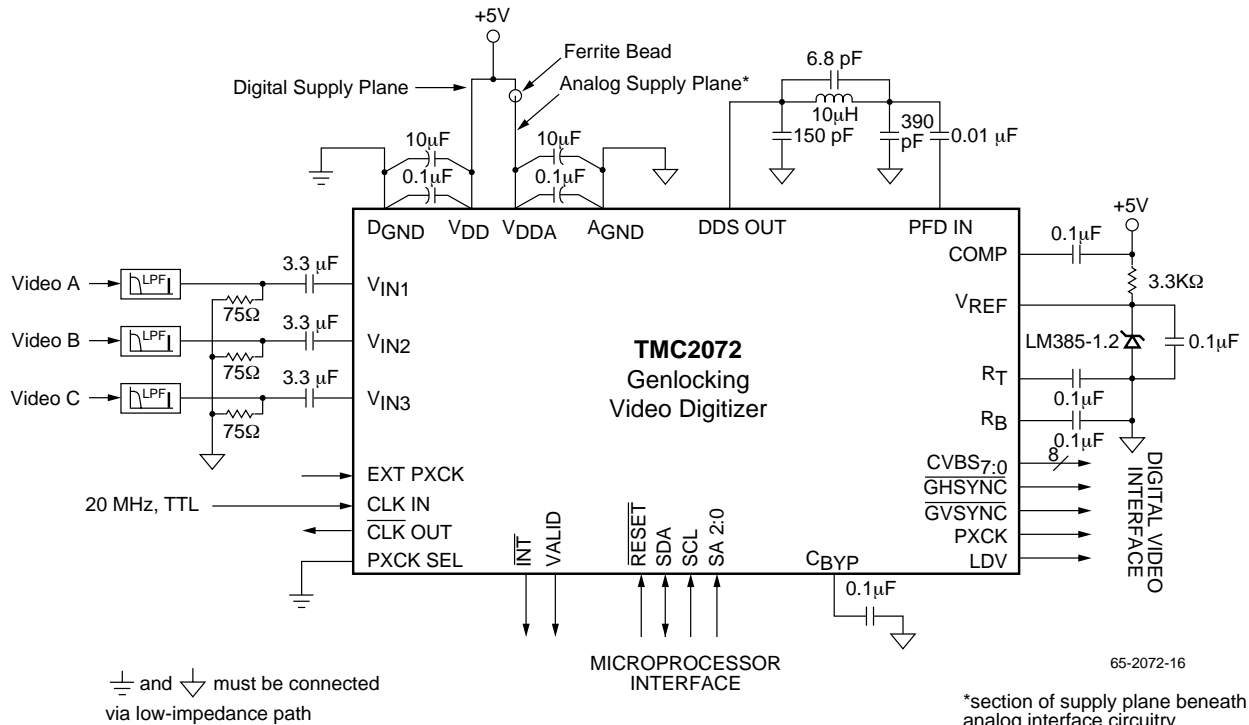 +5V
Ferrite Bead
Digital Supply Plane
Analog Supply Plane*
6.8 pF
10µH
150 pF
390 pF
0.01 µF
10µF
10µF
0.1µF
0.1µF
DGND
VDD
VDDA
AGND
DDS OUT
PFD IN
+5V
COMP
0.1µF
3.3KΩ
VREF
LM385-1.2
0.1µF
RT
0.1µF
RB
0.1µF
Video A
LPF
3.3 µF
VIN1
75Ω
Video B
LPF
3.3 µF
VIN2
75Ω
Video C
LPF
3.3 µF
VIN3
75Ω
TMC2072
Genlocking
Video Digitizer
EXT PXCK
20 MHz, TTL
CLK IN
CLK OUT
PXCK SEL
INT
VALID
RESET
SDA
SCL
SA 2:0
CBYP
0.1µF
CVBS7:0
8
GHSYNC
GVSYNC
PXCK
LDV
DIGITAL VIDEO
INTERFACE
MICROPROCESSOR
INTERFACE
65-2072-16
and must be connected
via low-impedance path
*section of supply plane beneath
analog interface circuitry